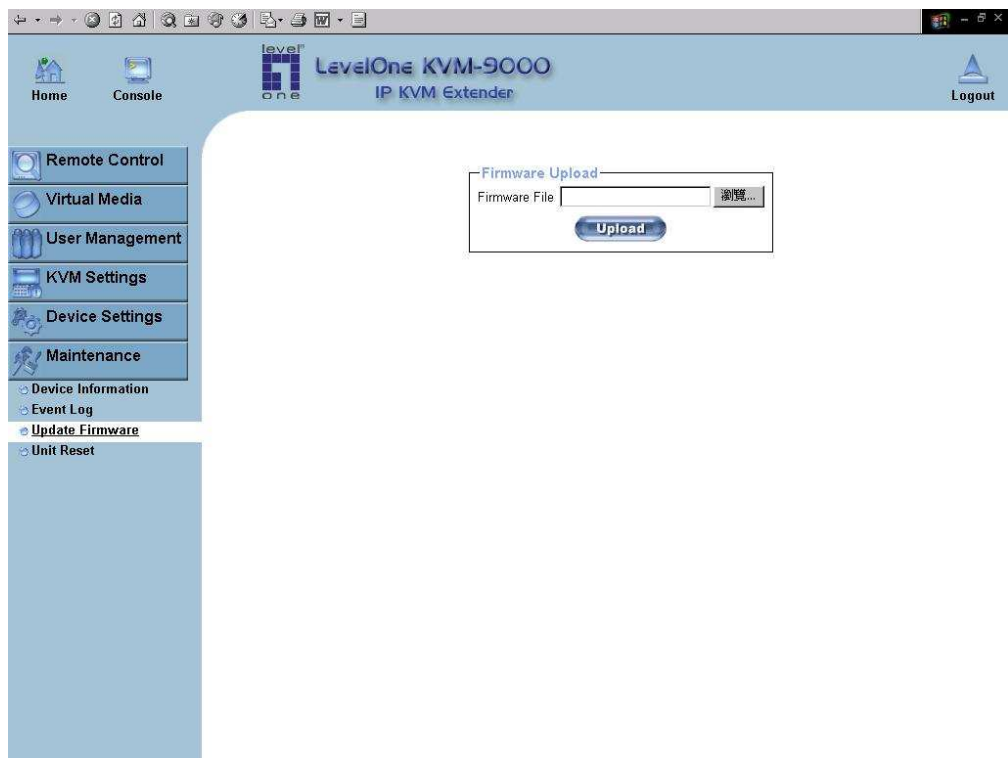 level
one
LevelOne KVM-9000
IP KVM Extender
Home
Console
Logout
Remote Control
Virtual Media
User Management
KVM Settings
Device Settings
Maintenance
Device Information
Event Log
Update Firmware
Unit Reset
Firmware Upload
Firmware File
瀏覽...
Upload